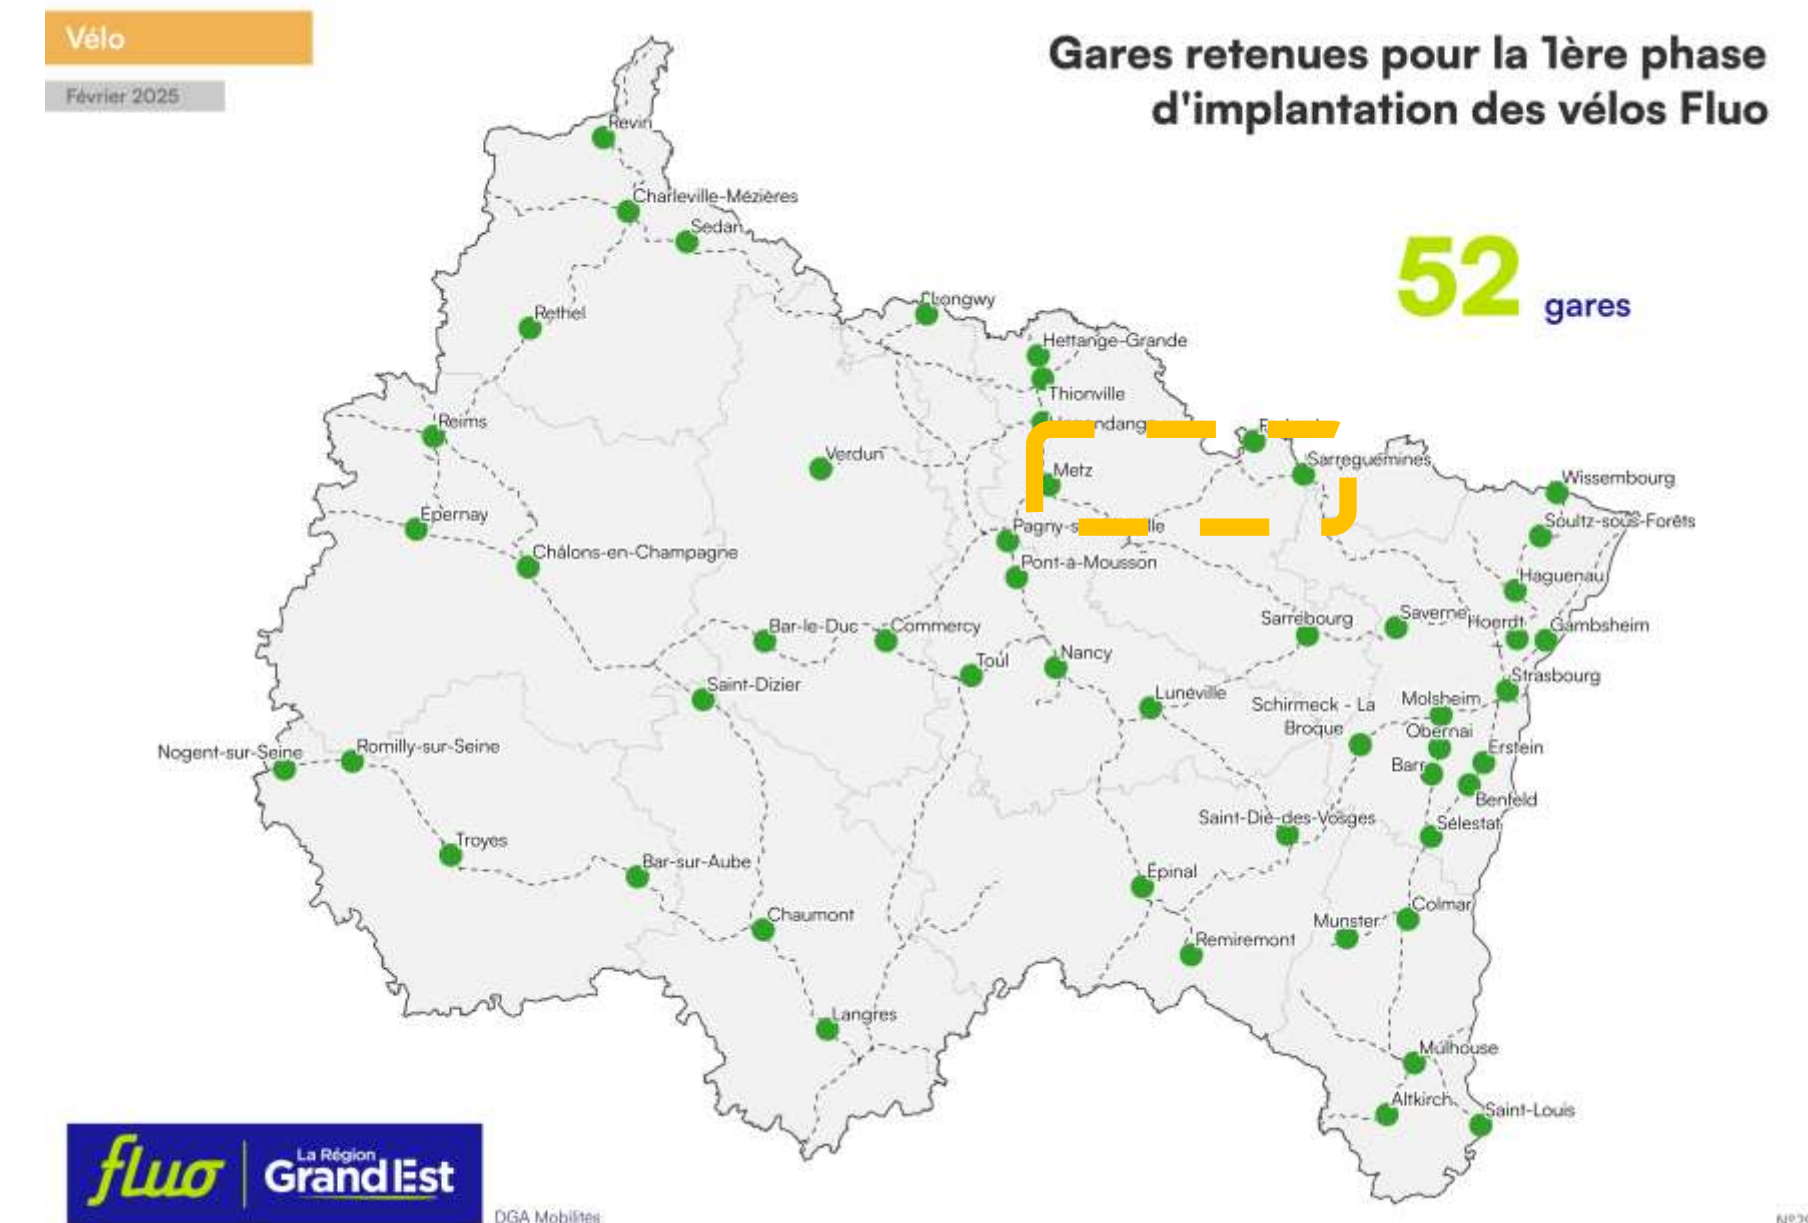 Vélo
Février 2025
Gares retenues pour la 1ère phase
d'implantation des vélos Fluo
52 gares
Revin
Charleville-Mézières
Sedan
Rethel
Longwy
Hettange-Grande
Thionville
Reims
Verdun
Metz
Sarreguemines
Wissembourg
Soultz-sous-Forêts
Épernay
Châlons-en-Champagne
Pont-à-Mousson
Haguenau
Bar-le-Duc
Commercy
Sarrebourg
Saverne
Hoerdt
Gambsheim
Toul
Nancy
Saint-Dizier
Lunéville
Strasbourg
Schirmeck - La
Broque
Molsheim
Obernai
Erstein
Barr
Benfeld
Nogent-sur-Seine
Romilly-sur-Seine
Saint-Dié-des-Vosges
Sélestat
Troyes
Bar-sur-Aube
Épinal
Chaumont
Munster
Colmar
Remiremont
Langres
Mulhouse
Altkirch
Saint-Louis
fluo
La Région
GrandEst
DGA Mobilités